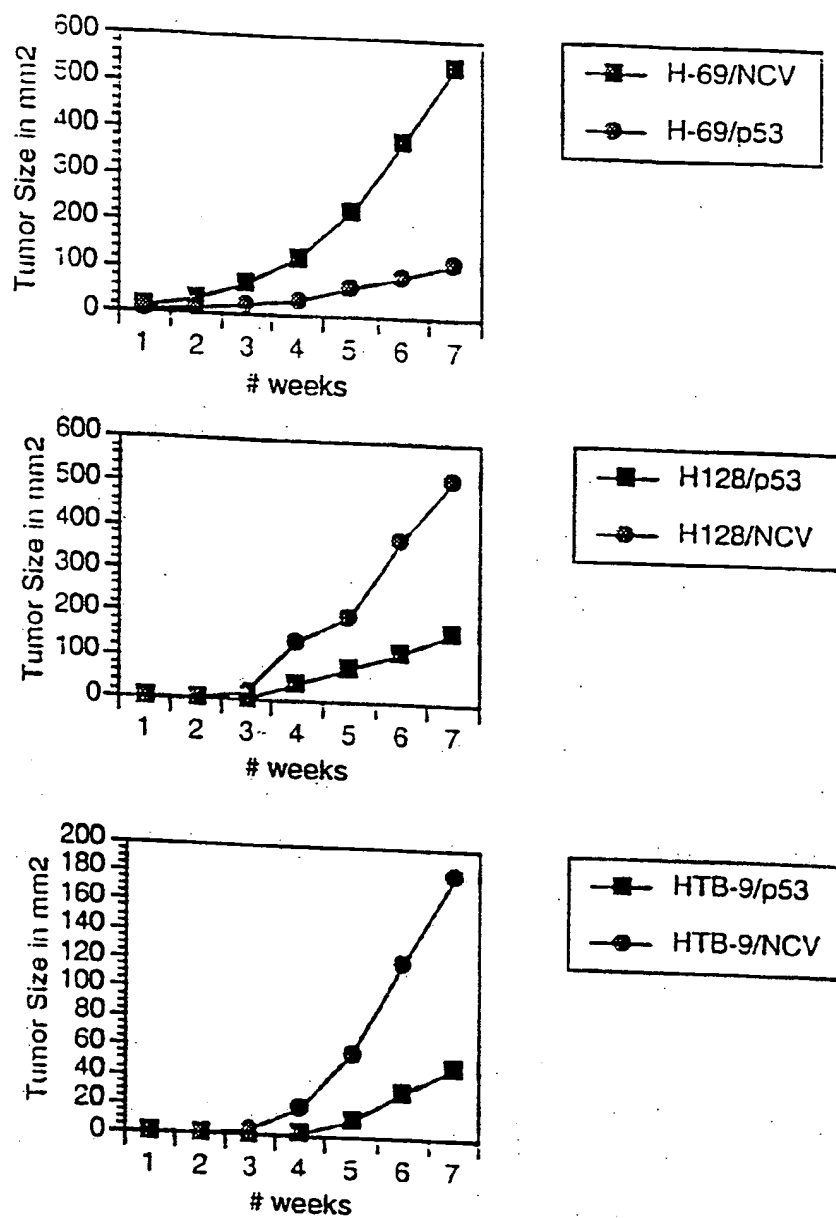 600
500
400
300
200
100
0
Tumor Size in mm2
1 2 3 4 5 6 7
# weeks
H-69/NCV
H-69/p53
600
500
400
300
200
100
0
Tumor Size in mm2
1 2 3 4 5 6 7
# weeks
H128/p53
H128/NCV
200
180
160
140
120
100
80
60
40
20
0
Tumor Size in mm2
1 2 3 4 5 6 7
# weeks
HTB-9/p53
HTB-9/NCV